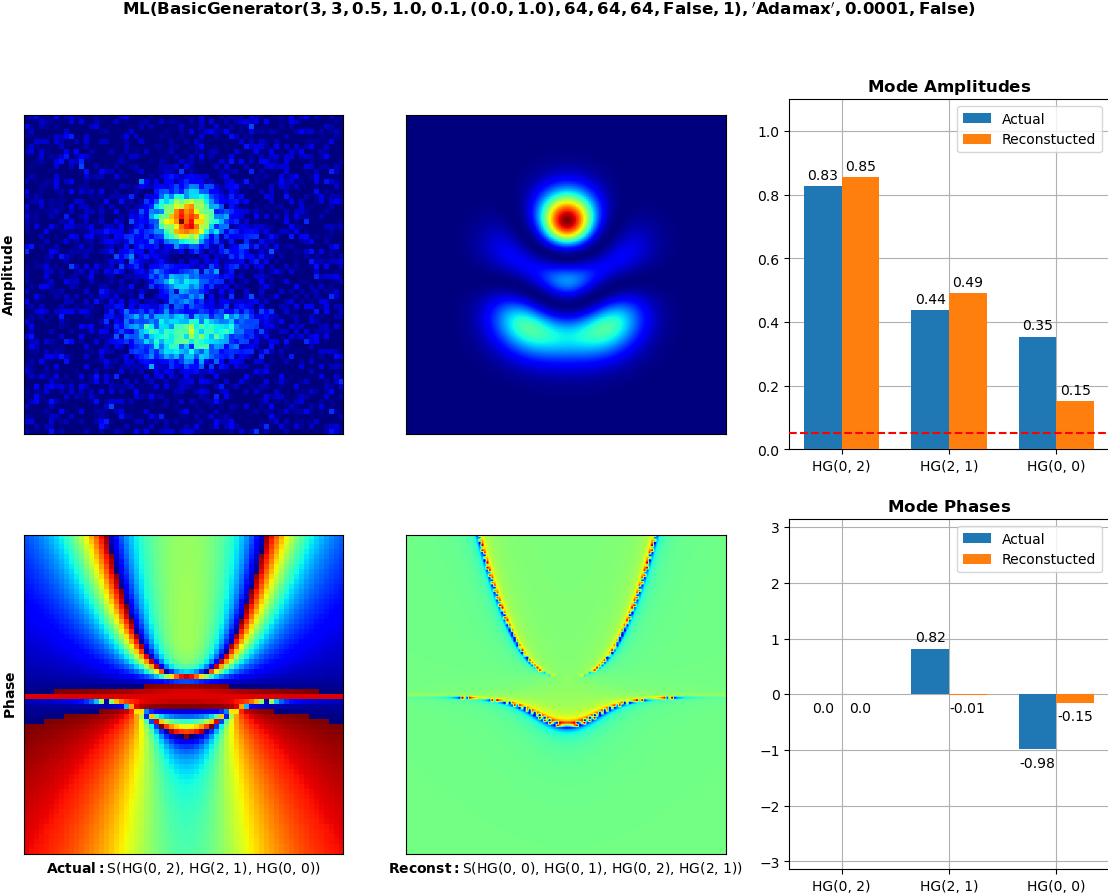 ML(BasicGenerator(3, 3, 0.5, 1.0, 0.1, (0.0, 1.0), 64, 64, 64, False, 1), 'Adamax', 0.0001, False)
Mode Amplitudes
Amplitude
1.0
0.8
0.6
0.4
0.2
0.0
Actual
Reconstucted
0.83
0.85
0.44
0.49
0.35
0.15
HG(0, 2)
HG(2, 1)
HG(0, 0)
Mode Phases
Phase
3
2
1
0
−1
−2
−3
Actual
Reconstucted
0.0
0.0
0.82
-0.01
-0.98
-0.15
HG(0, 2)
HG(2, 1)
HG(0, 0)
Actual: S(HG(0, 2), HG(2, 1), HG(0, 0))
Reconst: S(HG(0, 0), HG(0, 1), HG(0, 2), HG(2, 1))